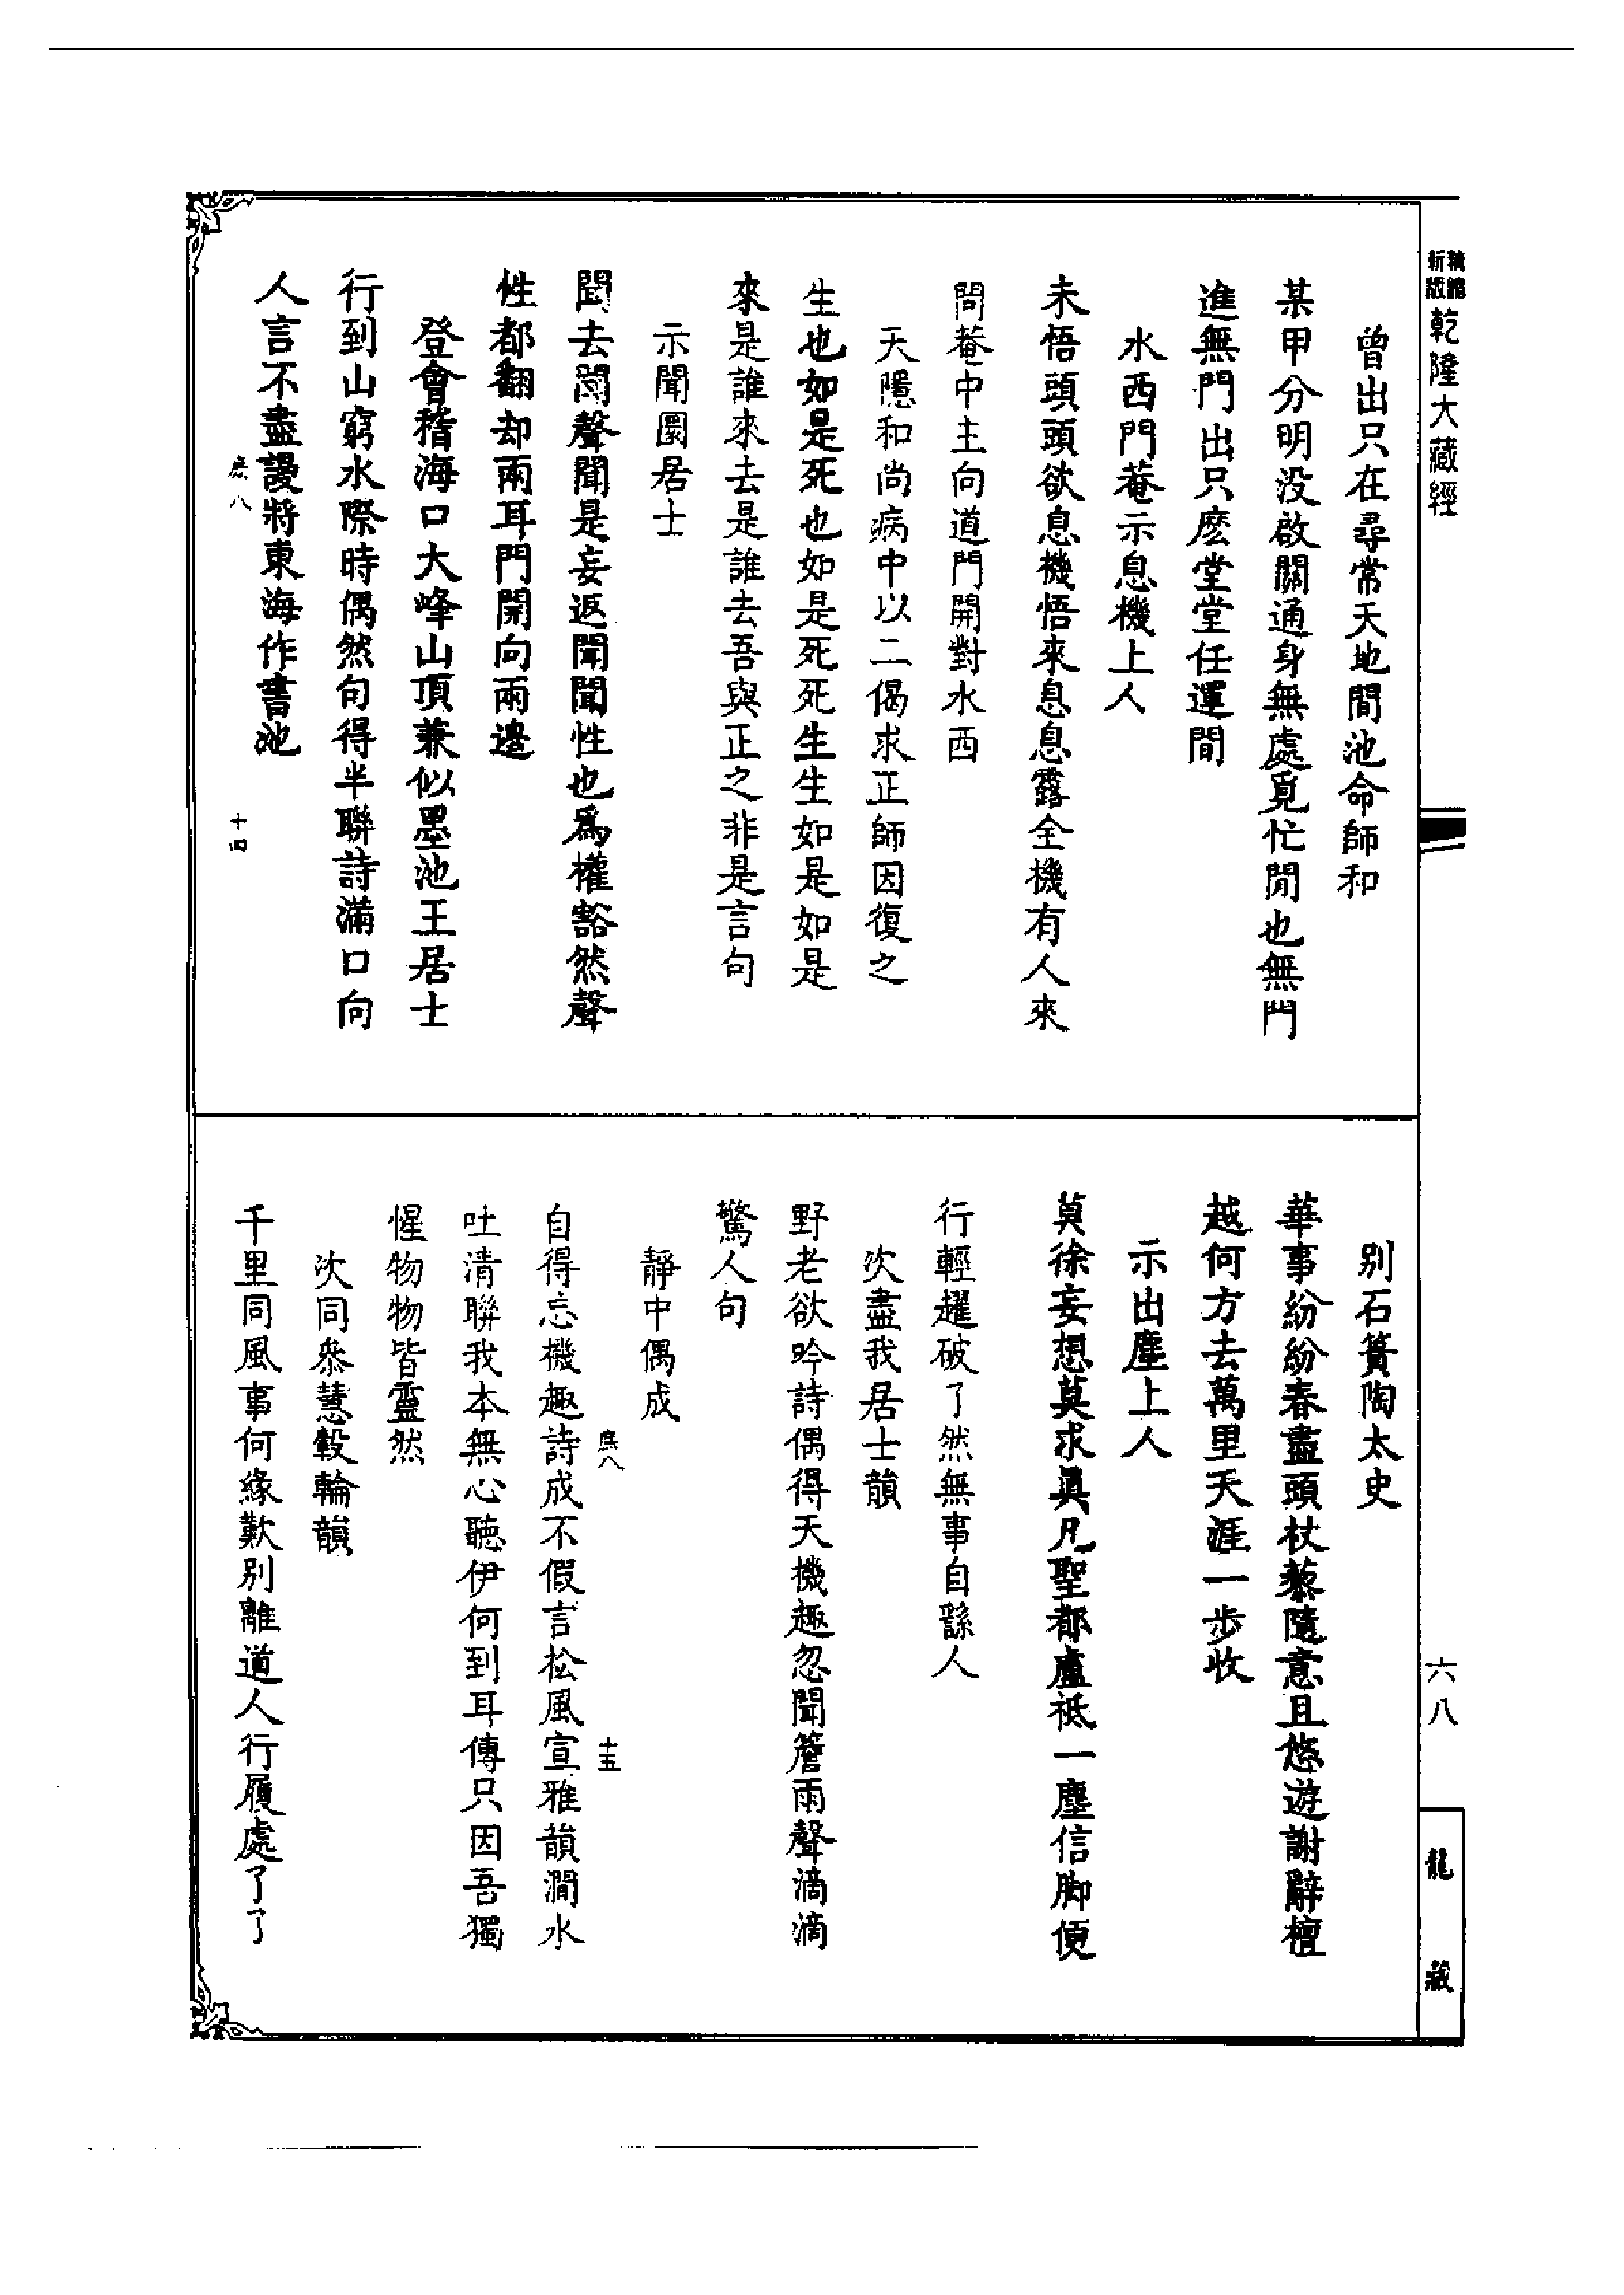 乾隆大藏經
曾出只在尋常天地間池命師和
某甲分明没啟關通身無處覓忙閒也無門
進無門出只麽堂堂任運間
水西門菴示息機上人
未悟頭頭欲息機悟來息息露全機有人來
問菴中主向道門開對水西
天隱和尚病中以二偈求正師因復之
生也如是死也如是死死生生如是如是
來是誰來去是誰去吾與正之非是言句
示聞圜居士
聞去聞聲聞是妄返聞聞性也爲權豁然聲
性都翻却兩耳門開向兩邊
登會稽海口大峰山頂兼似墨池王居士
行到山窮水際時偶然句得半聯詩滿口向
人言不盡謾將東海作書池
庶八
十四
別石簣陶太史
華事紛紛春盡頭杖藜隨意且悠遊謝辭檀
越何方去萬里天涯一步收
示出塵上人
莫徐妄想莫求眞凡聖都盧祗一塵信脚便
行輕趯破了然無事自繇人
次盡我居士韻
野老欲吟詩偶得天機趣忽聞簷雨聲滴滴
驚人句
靜中偶成
庶八
十五
自得忘機趣詩成不假言松風宣雅韻澗水
吐清聯我本無心聽伊何到耳傳只因吾獨
惺物物皆靈然
次同叅慧轂輪韻
千里同風事何緣歎別離道人行履處了了
六八
龍藏